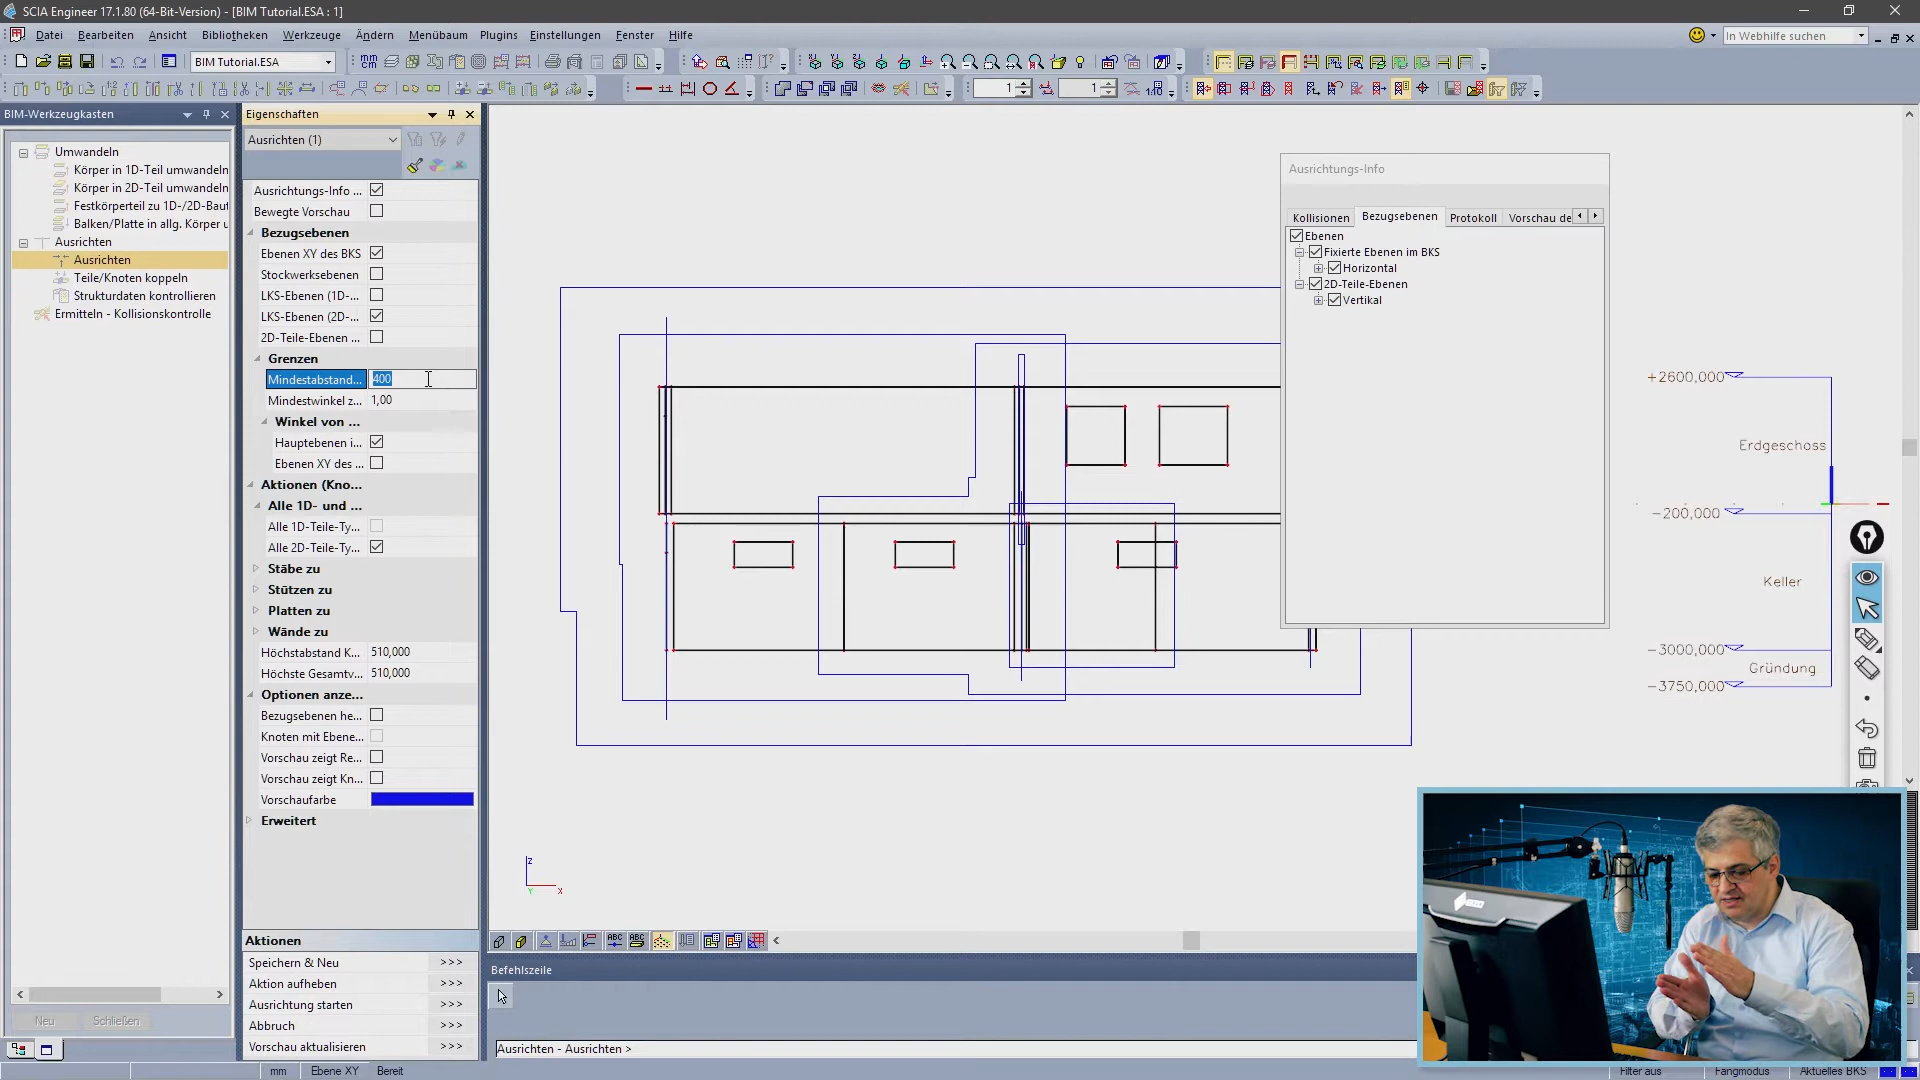 SCIA Engineer 17.1.80 (64-Bit-Version) - [BIM Tutorial.ESA : 1]
Datei Bearbeiten Ansicht Bibliotheken Werkzeuge Ändern Menübaum Plugins Einstellungen Fenster Hilfe
In Webhilfe suchen
BIM Tutorial.ESA
1 1
BIM-Werkzeugkasten
Umwandeln
Körper in 1D-Teil umwandeln
Körper in 2D-Teil umwandeln
Festkörperteil zu 1D-/2D-Baut
Balken/Platte in allg. Körper u
Ausrichten
Ausrichten
Teile/Knoten koppeln
Strukturdaten kontrollieren
Ermitteln - Kollisionskontrolle
Neu Schließen
Eigenschaften
Ausrichten (1)
Ausrichtungs-Info ...
Bewegte Vorschau
Bezugsebenen
Ebenen XY des BKS
Stockwerksebenen
LKS-Ebenen (1D-...
LKS-Ebenen (2D-...
2D-Teile-Ebenen ...
Grenzen
Mindestabstand... 400
Mindestwinkel z... 1,00
Winkel von ...
Hauptebenen i...
Ebenen XY des ...
Aktionen (Kno...
Alle 1D- und ...
Alle 1D-Teile-Ty...
Alle 2D-Teile-Ty...
Stäbe zu
Stützen zu
Platten zu
Wände zu
Höchstabstand K... 510,000
Höchste Gesamtv... 510,000
Optionen anze...
Bezugsebenen he...
Knoten mit Ebene...
Vorschau zeigt Re...
Vorschau zeigt Kn...
Vorschaufarbe
Erweitert
Aktionen
Speichern & Neu >>>
Aktion aufheben >>>
Ausrichtung starten >>>
Abbruch >>>
Vorschau aktualisieren >>>
Ausrichtungs-Info
Kollisionen Bezugsebenen Protokoll Vorschau de
Ebenen
Fixierte Ebenen im BKS
Horizontal
2D-Teile-Ebenen
Vertikal
+2600,000
Erdgeschoss
-200,000
Keller
-3000,000
Gründung
-3750,000
Z
Y X
Befehlszeile
Ausrichten - Ausrichten >
mm Ebene XY Bereit Filter aus Fangmodus Aktuelles BKS